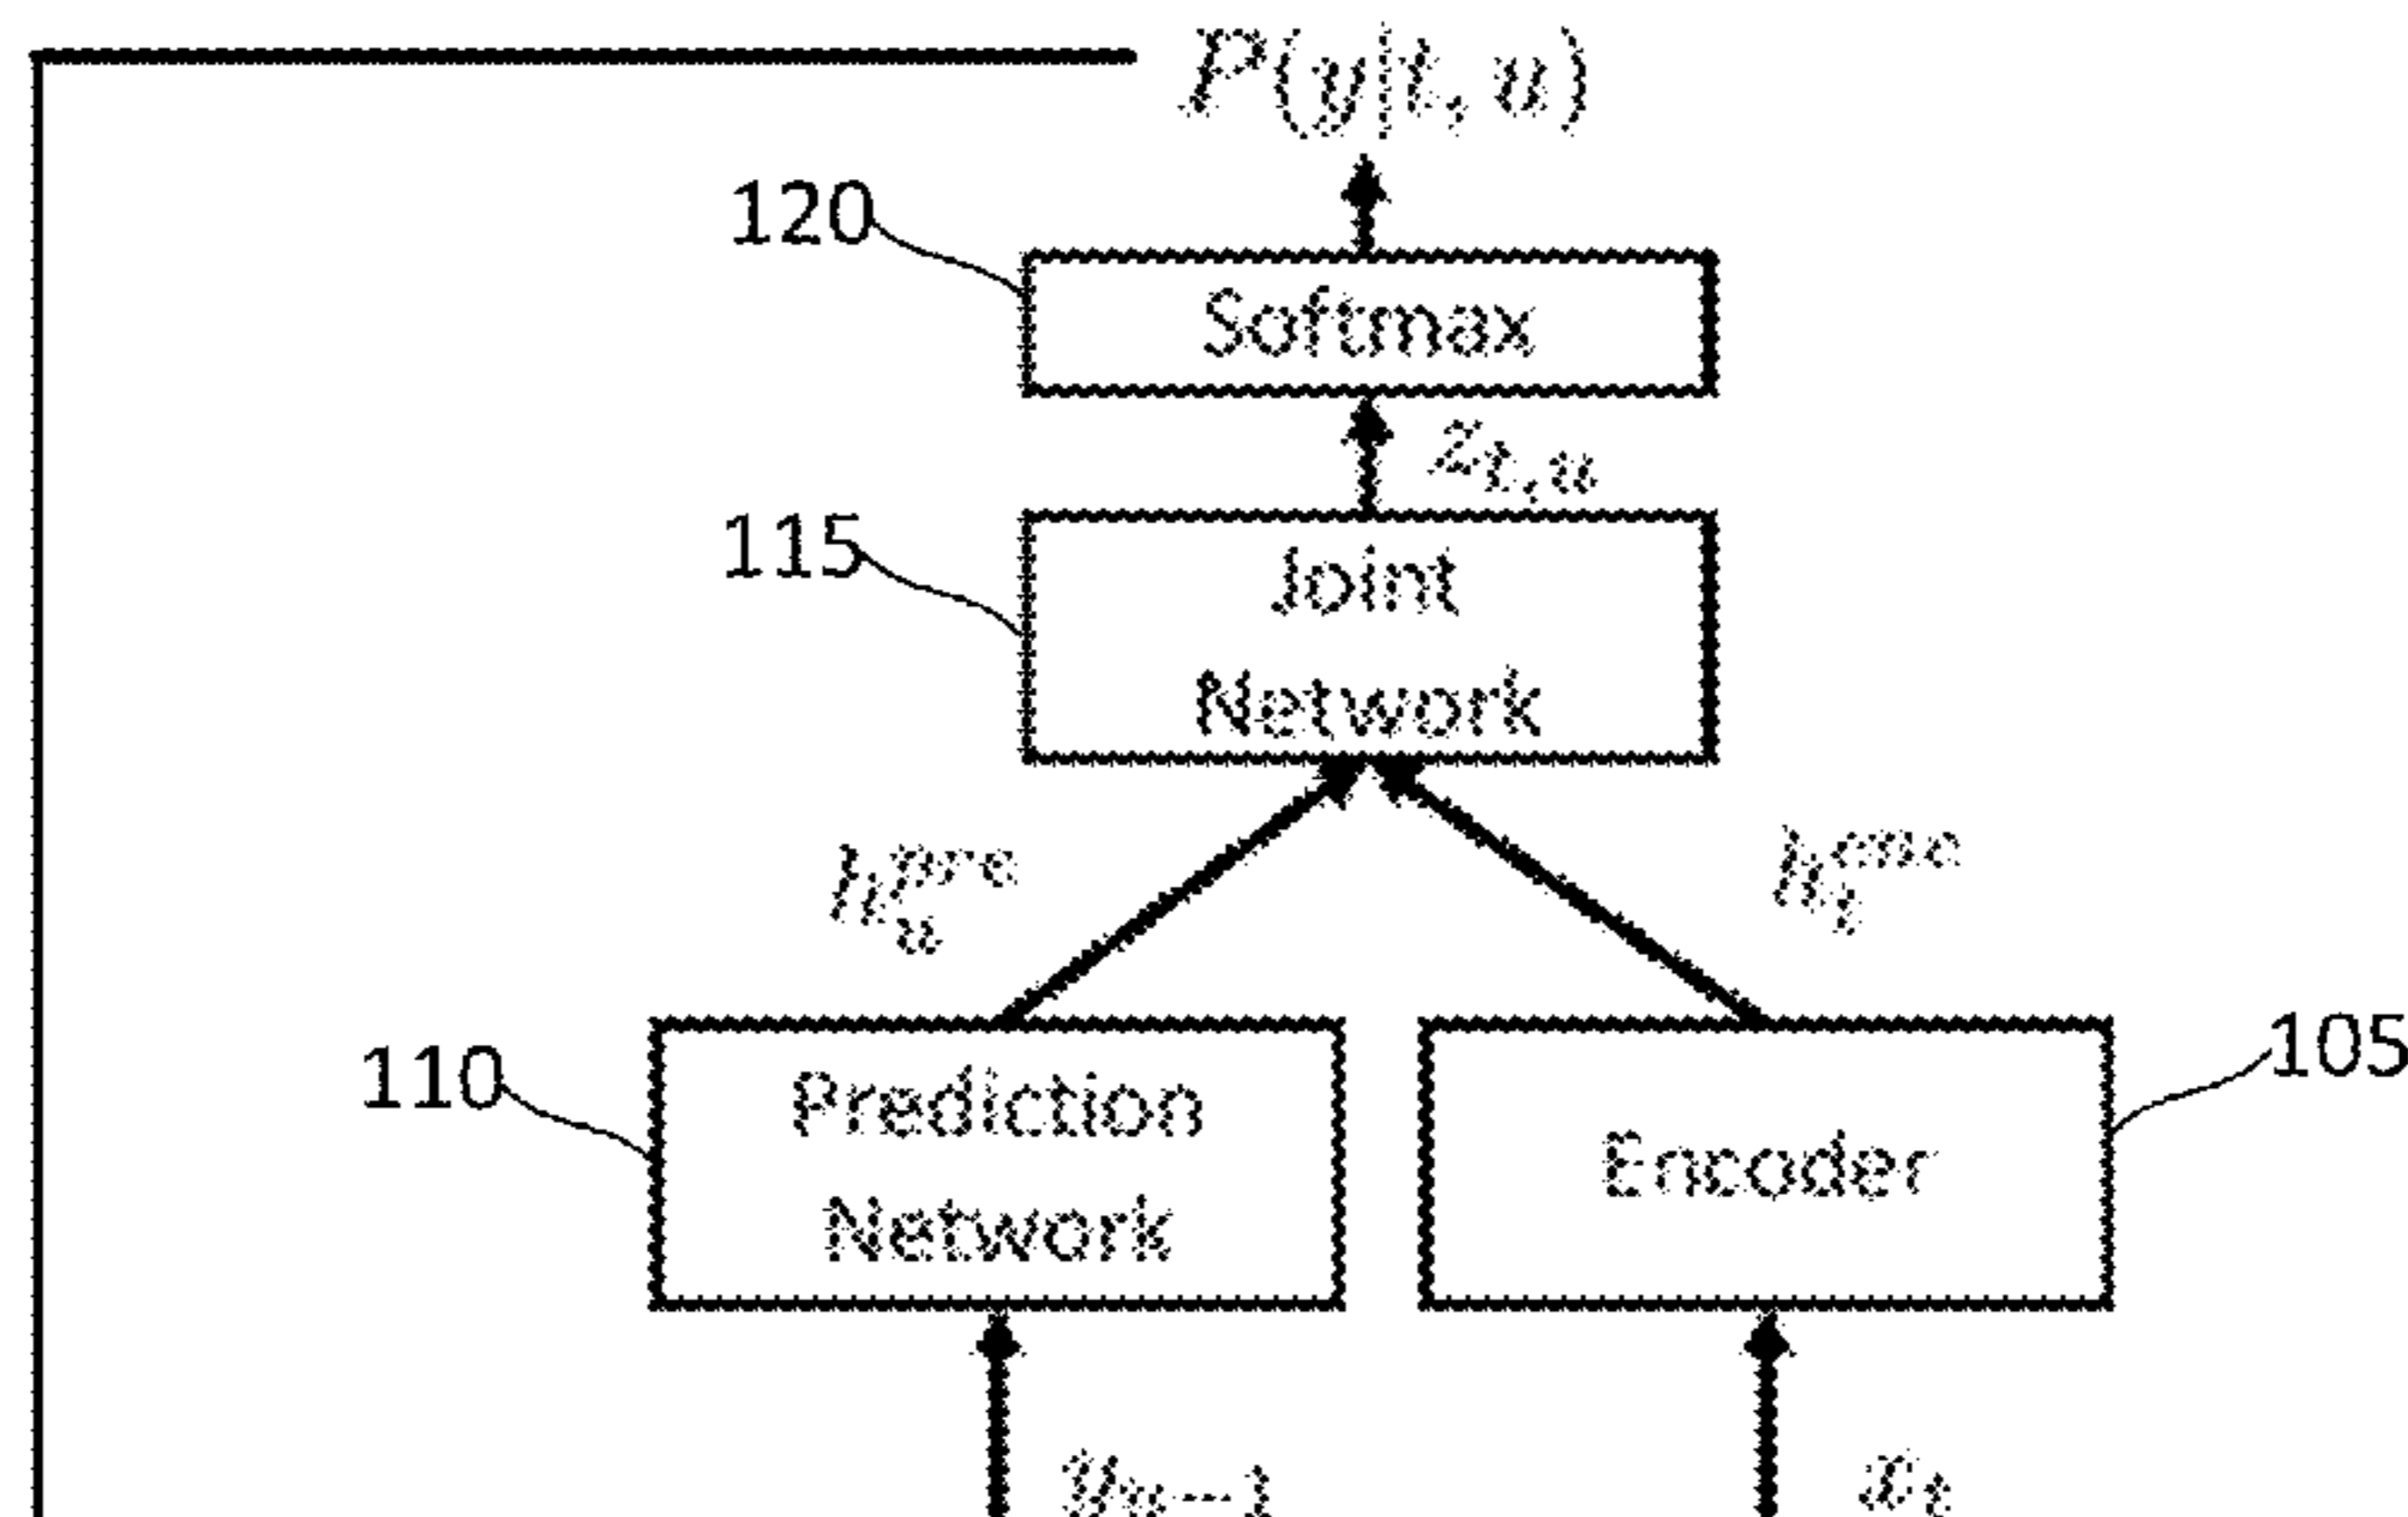 P(y|t, u)
120
Softmax
z_{t,u}
115
Joint
Network
h_u^{pre}
h_t^{enc}
110
Prediction
Network
105
Encoder
y_{u-1}
x_t